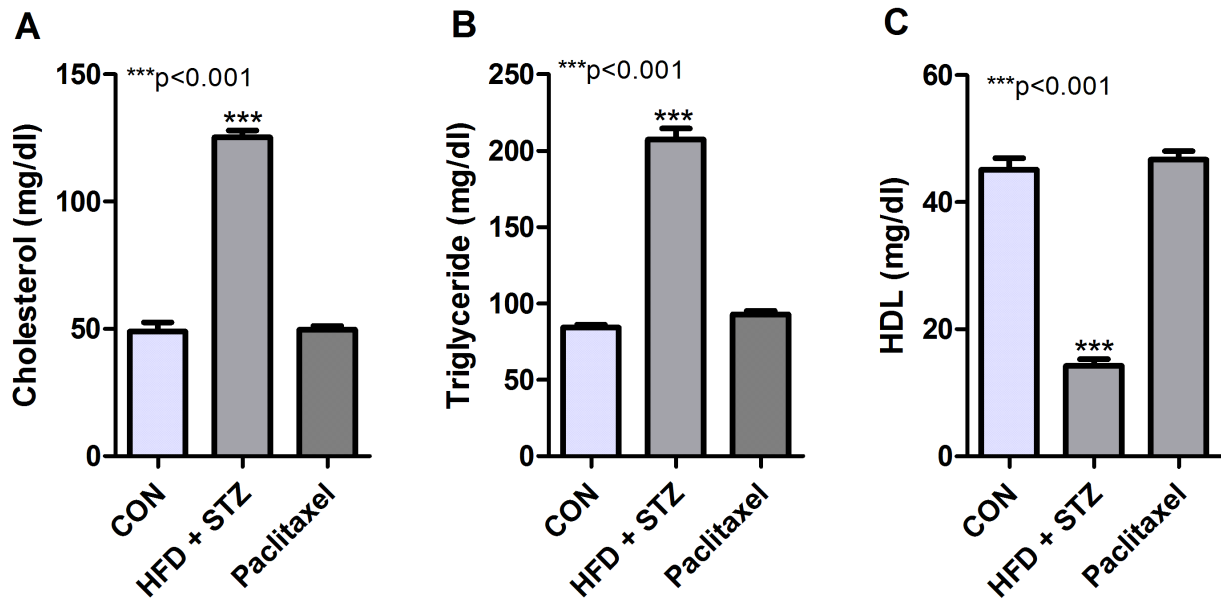 A
***p<0.001
Cholesterol (mg/dl)
150
100
50
0
***
CON
HFD + STZ
Paclitaxel
B
***p<0.001
Triglyceride (mg/dl)
250
200
150
100
50
0
***
CON
HFD + STZ
Paclitaxel
C
***p<0.001
HDL (mg/dl)
60
40
20
0
***
CON
HFD + STZ
Paclitaxel